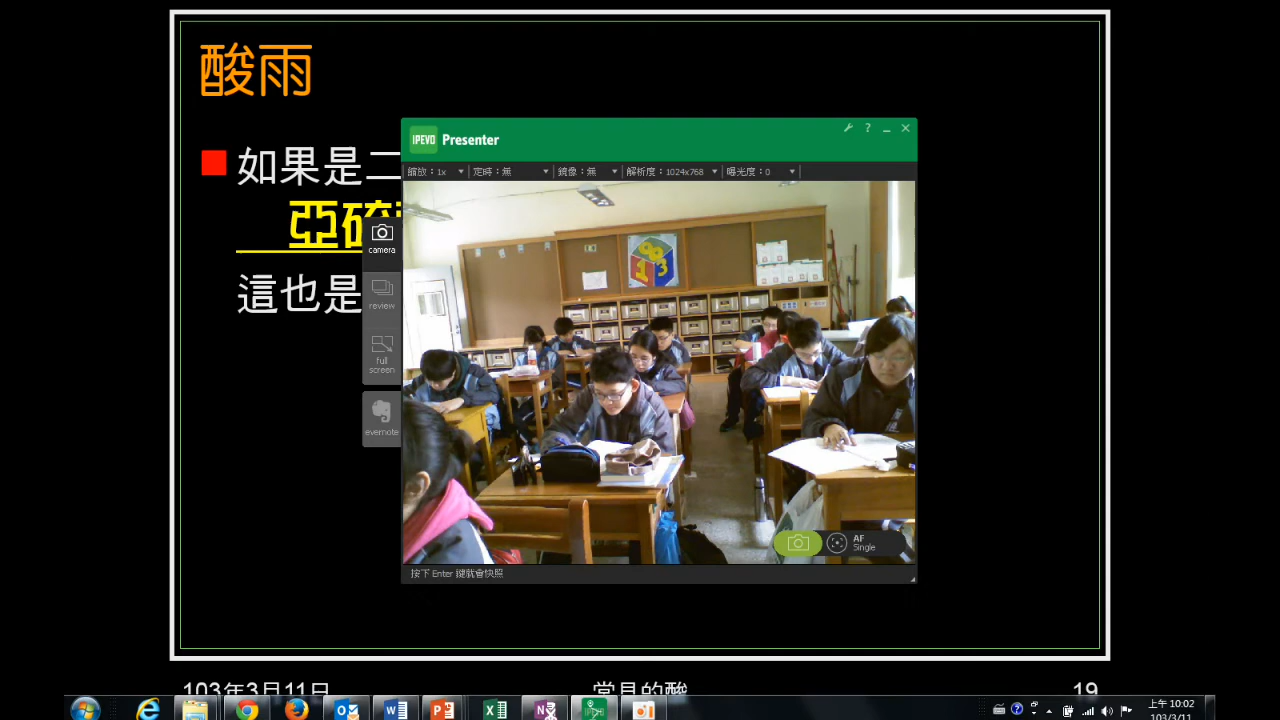 酸雨
如果是二
亞硫
這也是
IPEVO Presenter
縮放：1x 定時：無 鏡像：無 解析度：1024x768 曝光度：0
camera
review
full
screen
evernote
013
AF
Single
按下 Enter 鍵就會快照
103年3月11日 常見的酸 19
上午 10:02
103/3/11